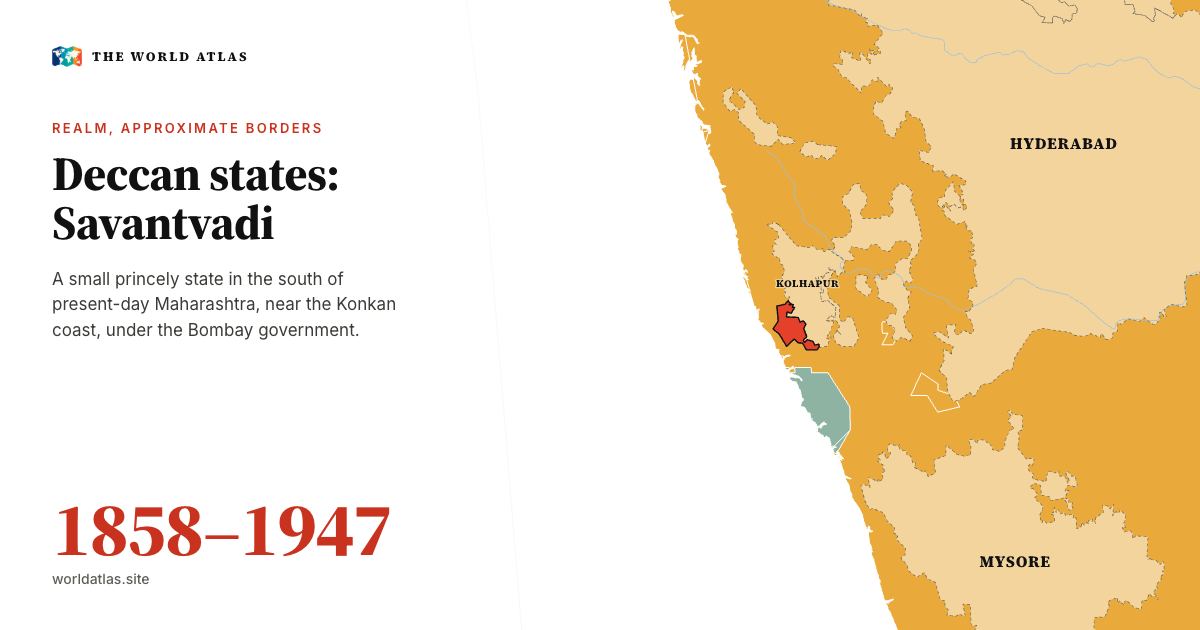 THE WORLD ATLAS
REALM, APPROXIMATE BORDERS
Deccan states:
Savantvadi
A small princely state in the south of
present-day Maharashtra, near the Konkan
coast, under the Bombay government.
1858–1947
worldatlas.site
HYDERABAD
KOLHAPUR
MYSORE